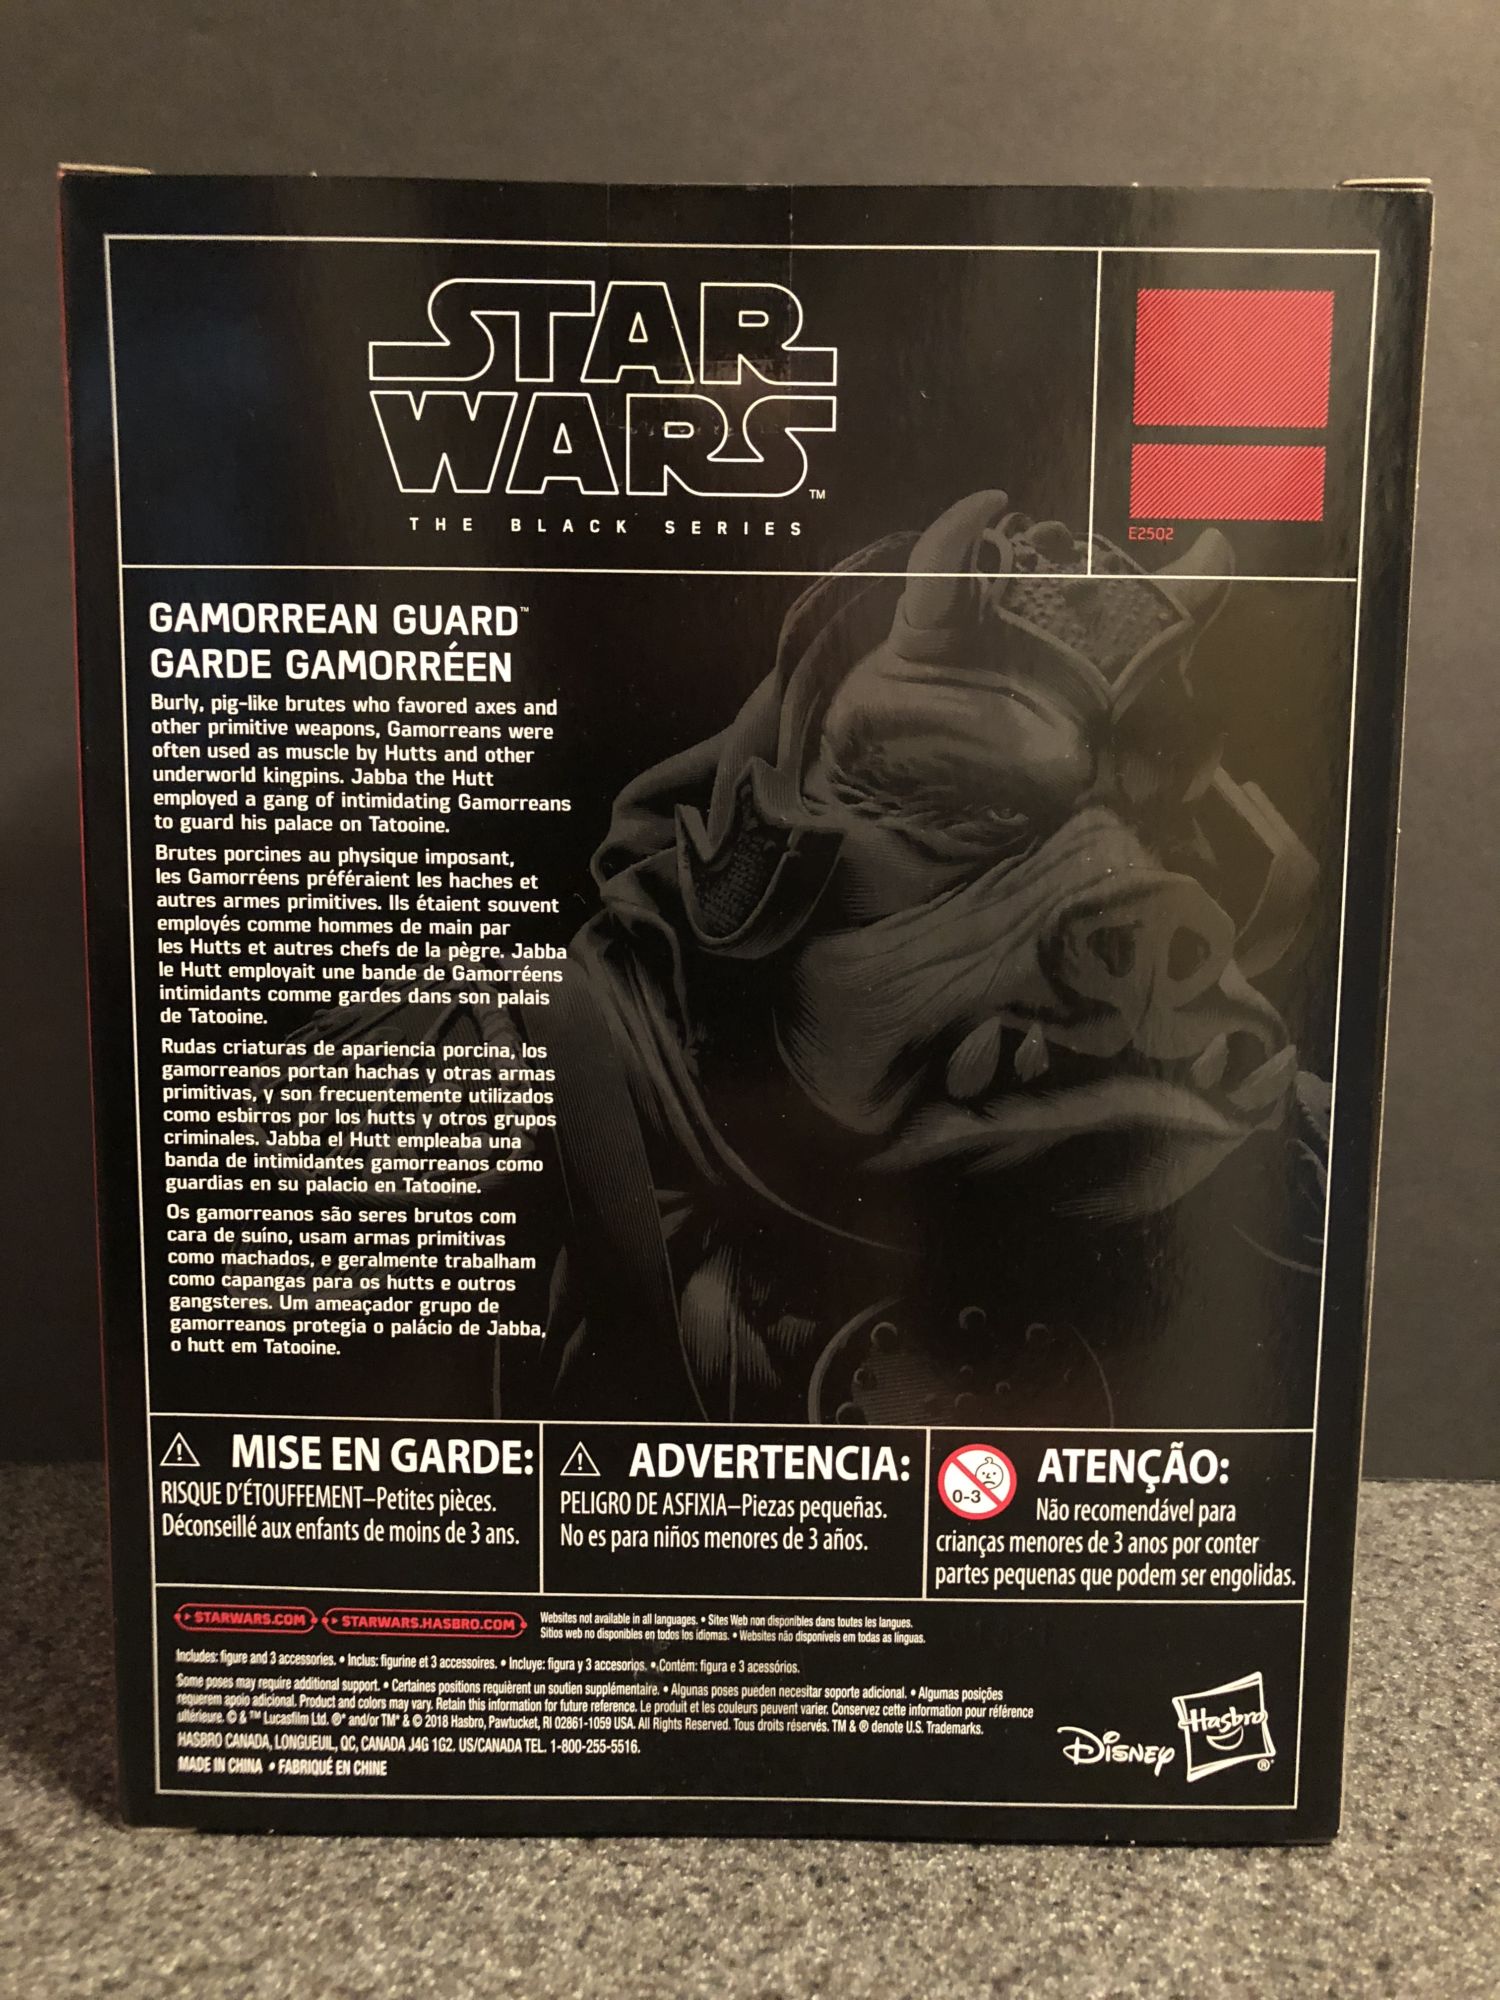 STAR
WARS™
THE BLACK SERIES
E2502
GAMORREAN GUARD™
GARDE GAMORRÉEN
Burly, pig-like brutes who favored axes and
other primitive weapons, Gamorreans were
often used as muscle by Hutts and other
underworld kingpins. Jabba the Hutt
employed a gang of intimidating Gamorreans
to guard his palace on Tatooine.
Brutes porcines au physique imposant,
les Gamorréens préféraient les haches et
autres armes primitives. Ils étaient souvent
employés comme hommes de main par
les Hutts et autres chefs de la pègre. Jabba
le Hutt employait une bande de Gamorréens
intimidants comme gardes dans son palais
de Tatooine.
Rudas criaturas de apariencia porcina, los
gamorreanos portan hachas y otras armas
primitivas, y son frecuentemente utilizados
como esbirros por los hutts y otros grupos
criminales. Jabba el Hutt empleaba una
banda de intimidantes gamorreanos como
guardias en su palacio en Tatooine.
Os gamorreanos são seres brutos com
cara de suíno, usam armas primitivas
como machados, e geralmente trabalham
como capangas para os hutts e outros
gangsteres. Um ameaçador grupo de
gamorreanos protegia o palácio de Jabba,
o hutt em Tatooine.
⚠ MISE EN GARDE:
RISQUE D'ÉTOUFFEMENT–Petites pièces.
Déconseillé aux enfants de moins de 3 ans.
⚠ ADVERTENCIA:
PELIGRO DE ASFIXIA–Piezas pequeñas.
No es para niños menores de 3 años.
0-3
ATENÇÃO:
Não recomendável para
crianças menores de 3 anos por conter
partes pequenas que podem ser engolidas.
STARWARS.COM STARWARS.HASBRO.COM
Websites not available in all languages. • Sites Web non disponibles dans toutes les langues.
Sitios web no disponibles en todos los idiomas. • Websites não disponíveis em todas as línguas.
Includes: figure and 3 accessories. • Inclus: figurine et 3 accessoires. • Incluye: figura y 3 accesorios. • Contém: figura e 3 acessórios.
Some poses may require additional support. • Certaines positions requièrent un soutien supplémentaire. • Algunas poses pueden necesitar soporte adicional. • Algumas posições
requerem apoio adicional. Product and colors may vary. Retain this information for future reference. Le produit et les couleurs peuvent varier. Conservez cette information pour référence
ultérieure. © & ™ Lucasfilm Ltd. ®* and/or TM* & © 2018 Hasbro, Pawtucket, RI 02861-1059 USA. All Rights Reserved. Tous droits réservés. TM & ® denote U.S. Trademarks.
HASBRO CANADA, LONGUEUIL, QC, CANADA J4G 1G2. US/CANADA TEL. 1-800-255-5516.
MADE IN CHINA • FABRIQUÉ EN CHINE
Disney
Hasbro®*